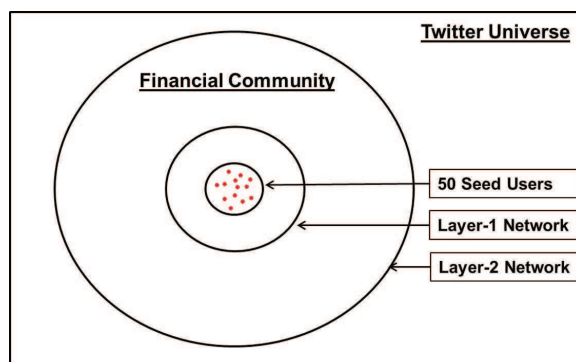 Twitter Universe
Financial Community
50 Seed Users
Layer-1 Network
Layer-2 Network